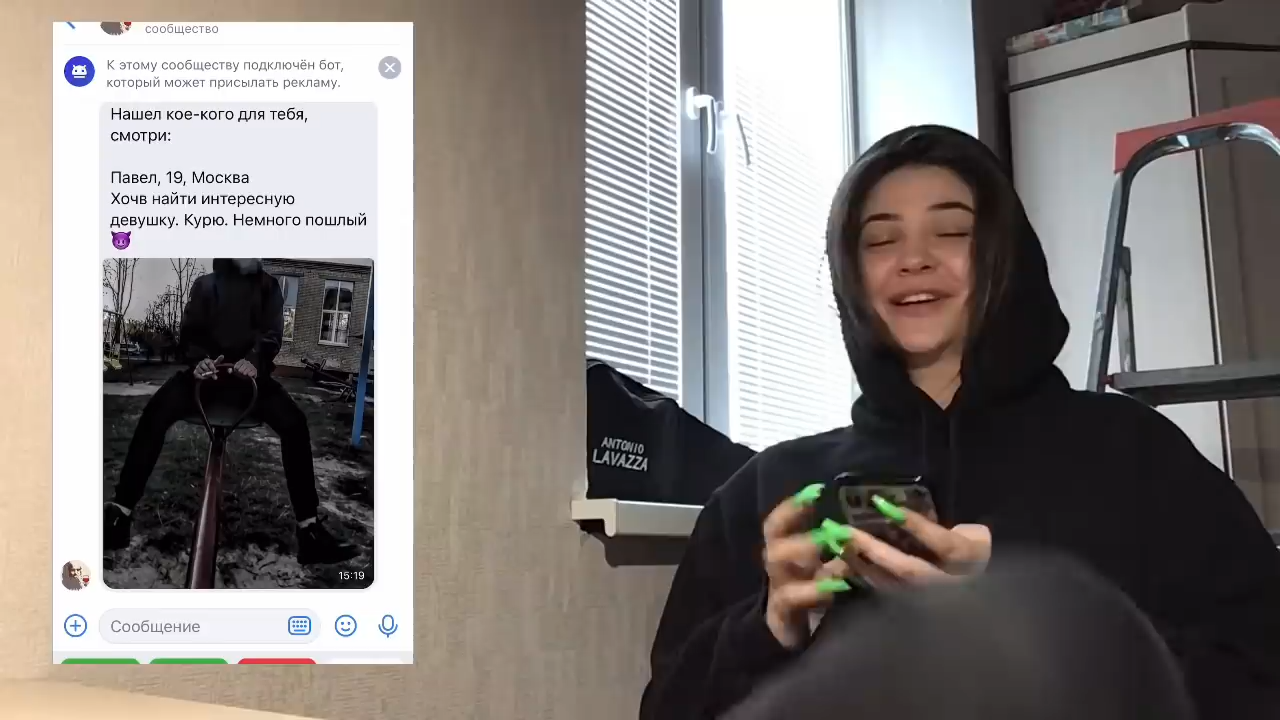 сообщество
К этому сообществу подключён бот,
который может присылать рекламу.
Нашел кое-кого для тебя,
смотри:
Павел, 19, Москва
Хочв найти интересную
девушку. Курю. Немного пошлый
😈
15:19
Сообщение
ANTONIO
LAVAZZA